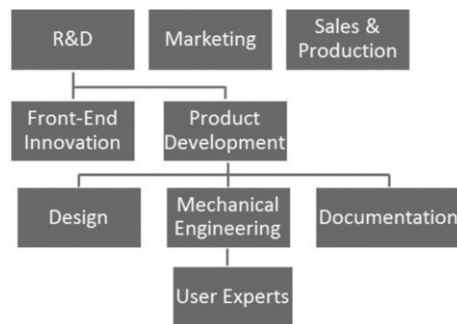 R&D
Marketing
Sales &
Production
Front-End
Innovation
Product
Development
Design
Mechanical
Engineering
Documentation
User Experts